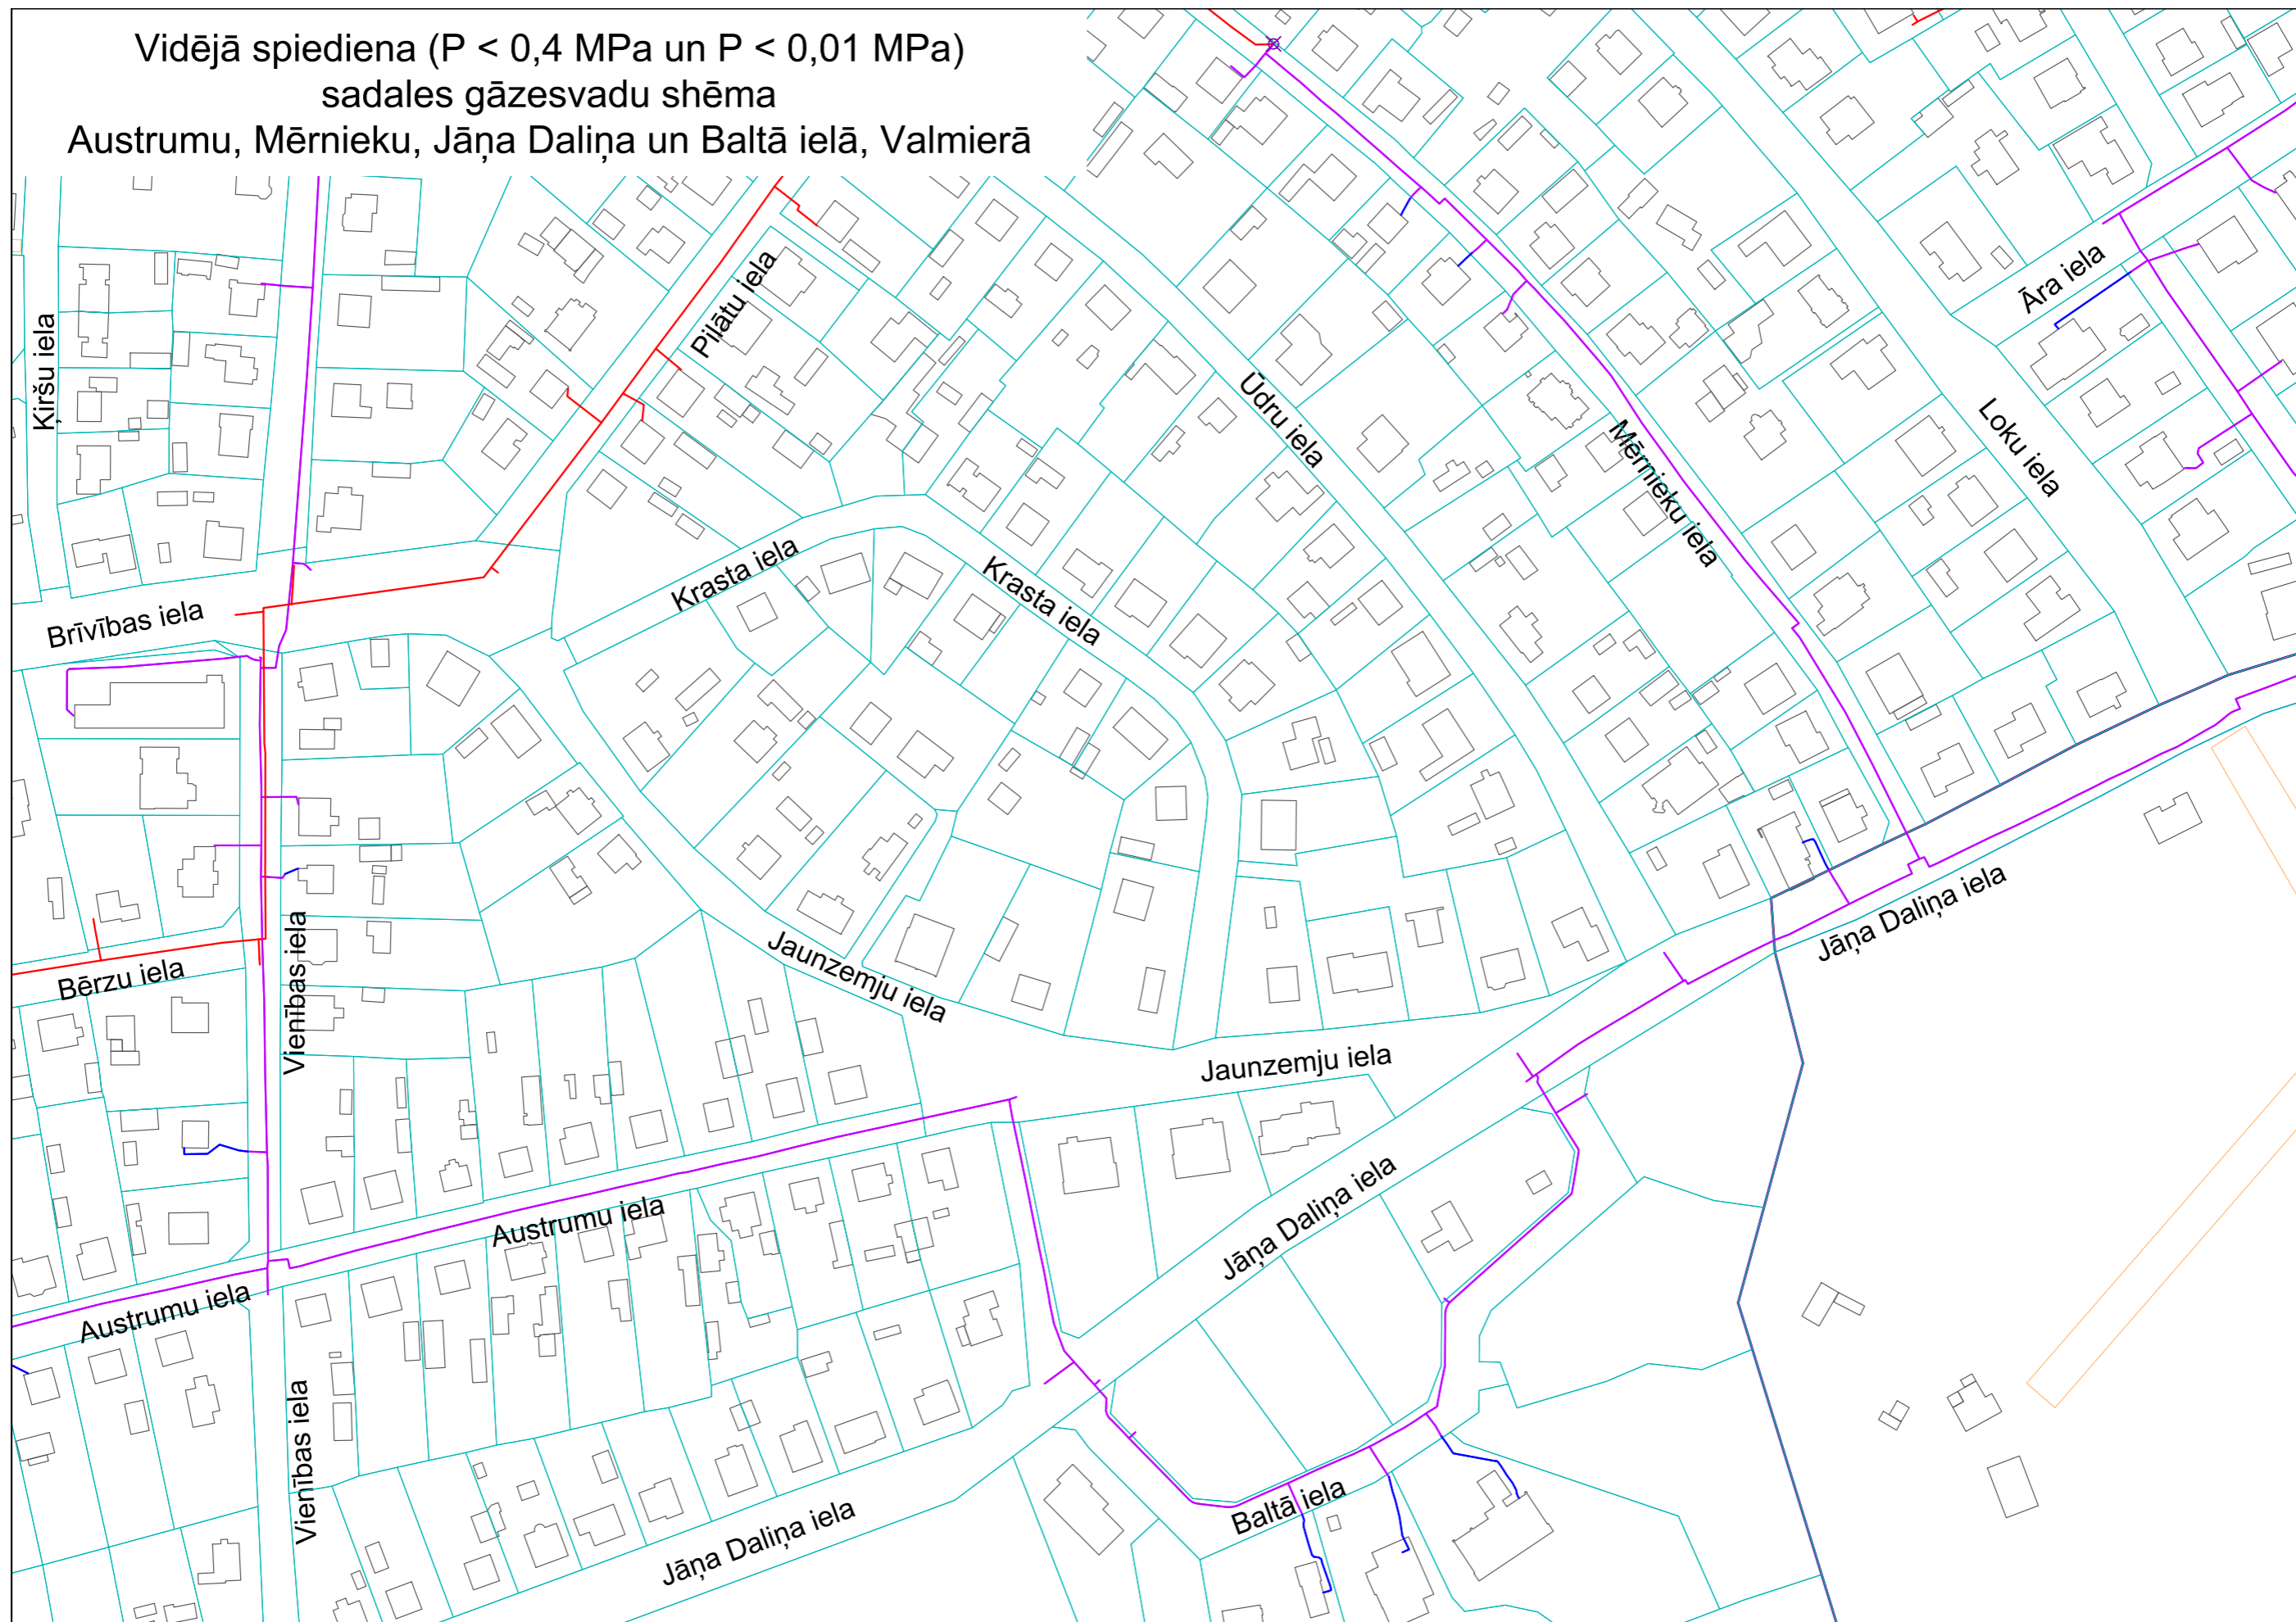 Vidējā spiediena (P < 0,4 MPa un P < 0,01 MPa)
sadales gāzesvadu shēma
Austrumu, Mērnieku, Jāņa Daliņa un Baltā ielā, Valmierā
Ķiršu iela
Pilātu iela
Āra iela
Ūdru iela
Mērnieku iela
Loku iela
Brīvības iela
Krasta iela
Krasta iela
Bērzu iela
Vienības iela
Jaunzemju iela
Jāņa Daliņa iela
Jaunzemju iela
Austrumu iela
Jāņa Daliņa iela
Austrumu iela
Vienības iela
Baltā iela
Jāņa Daliņa iela